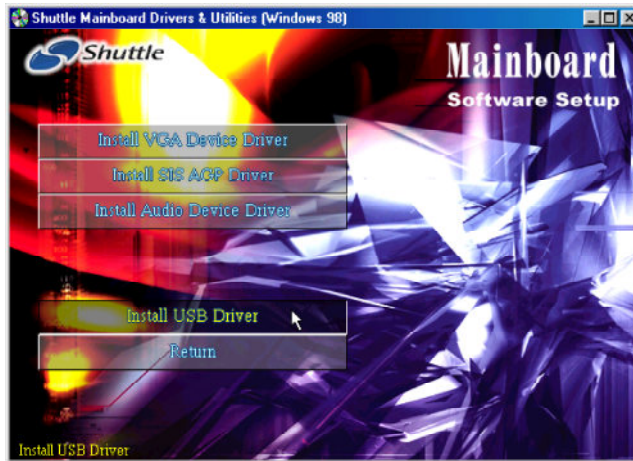 Shuttle Mainboard Drivers & Utilities (Windows 98)
Shuttle
Mainboard
Software Setup
Install VGA Device Driver
Install SIS AGP Driver
Install Audio Device Driver
Install USB Driver
Return
Install USB Driver